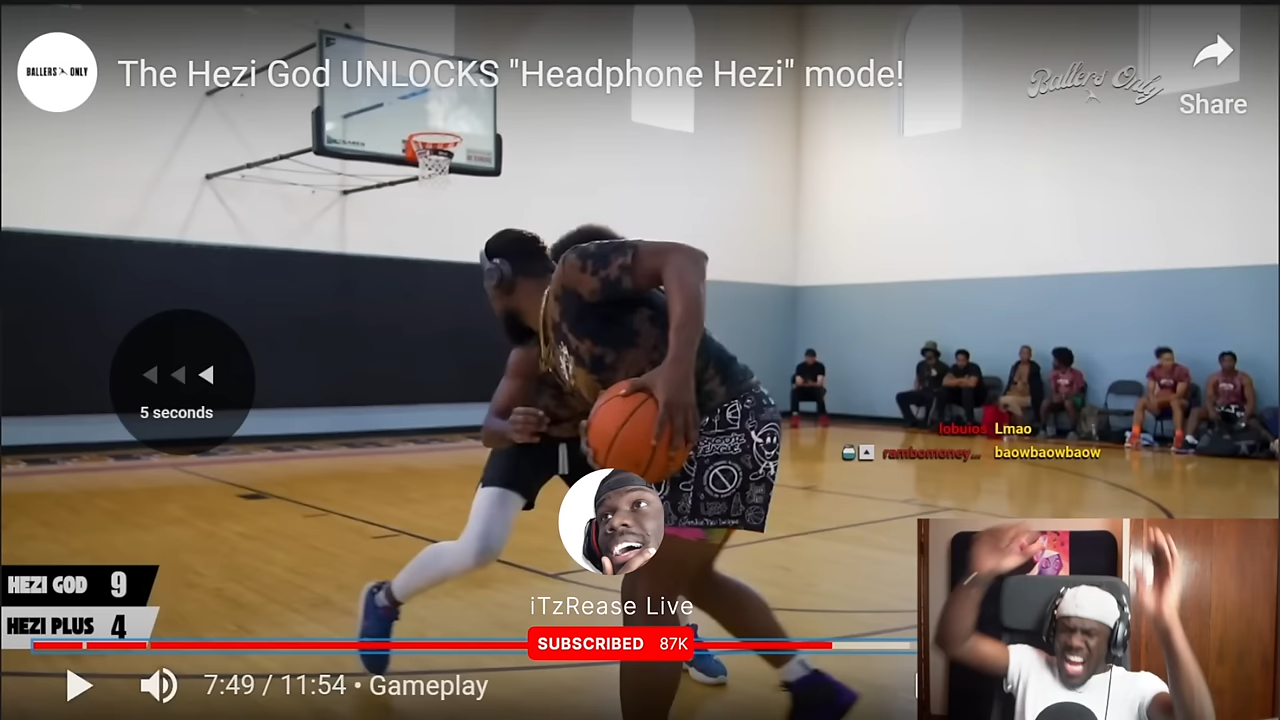 BALLERS ONLY
The Hezi God UNLOCKS "Headphone Hezi" mode!
Ballers Only
Share
5 seconds
lobuios Lmao
rambomoney... baowbaowbaow
HEZI GOD 9
HEZI PLUS 4
iTzRease Live
SUBSCRIBED 87K
7:49 / 11:54 • Gameplay